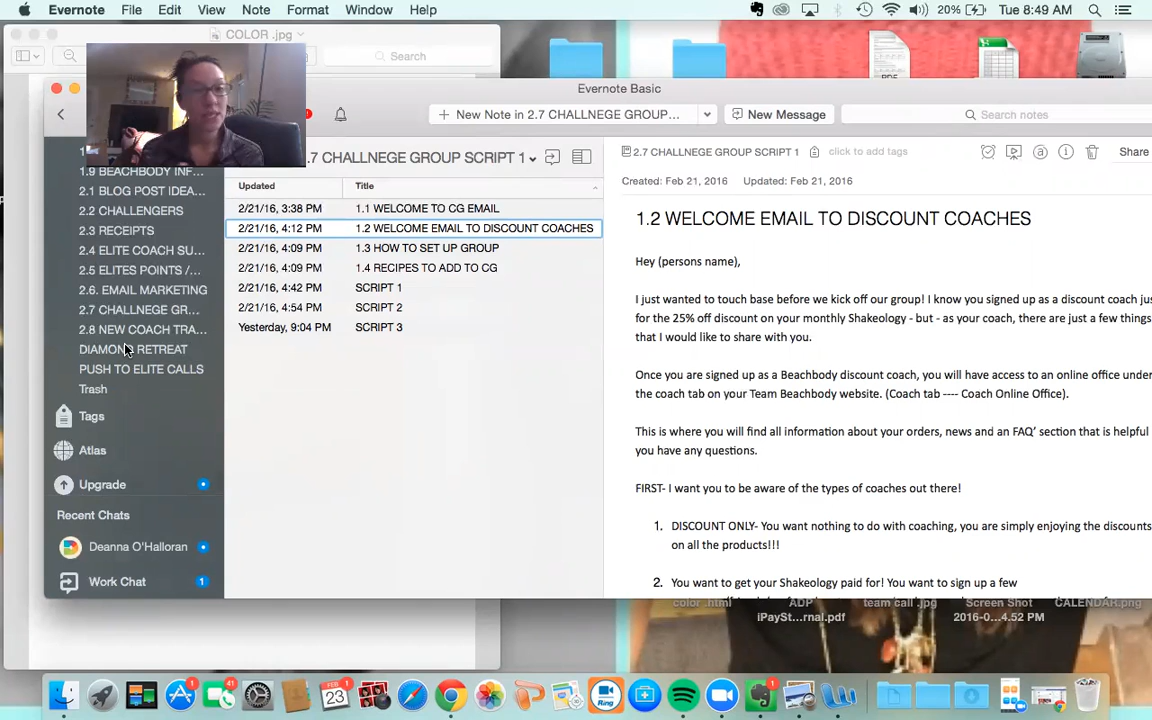 Evernote File Edit View Note Format Window Help 20% Tue 8:49 AM
COLOR .jpg
Search
Evernote Basic
New Note in 2.7 CHALLNEGE GROUP...
New Message
Search notes
1.9 BEACHBODY INF...
2.1 BLOG POST IDEA...
2.2 CHALLENGERS
2.3 RECEIPTS
2.4 ELITE COACH SU...
2.5 ELITES POINTS /...
2.6. EMAIL MARKETING
2.7 CHALLNEGE GR...
2.8 NEW COACH TRA...
DIAMOND RETREAT
PUSH TO ELITE CALLS
Trash
Tags
Atlas
Upgrade
Recent Chats
Deanna O'Halloran
Work Chat 1
.7 CHALLNEGE GROUP SCRIPT 1
Updated Title
2/21/16, 3:38 PM 1.1 WELCOME TO CG EMAIL
2/21/16, 4:12 PM 1.2 WELCOME EMAIL TO DISCOUNT COACHES
2/21/16, 4:09 PM 1.3 HOW TO SET UP GROUP
2/21/16, 4:09 PM 1.4 RECIPES TO ADD TO CG
2/21/16, 4:42 PM SCRIPT 1
2/21/16, 4:54 PM SCRIPT 2
Yesterday, 9:04 PM SCRIPT 3
2.7 CHALLNEGE GROUP SCRIPT 1 click to add tags Share
Created: Feb 21, 2016 Updated: Feb 21, 2016
1.2 WELCOME EMAIL TO DISCOUNT COACHES
Hey (persons name),
I just wanted to touch base before we kick off our group! I know you signed up as a discount coach jus
for the 25% off discount on your monthly Shakeology - but - as your coach, there are just a few things
that I would like to share with you.
Once you are signed up as a Beachbody discount coach, you will have access to an online office under
the coach tab on your Team Beachbody website. (Coach tab ---- Coach Online Office).
This is where you will find all information about your orders, news and an FAQ' section that is helpful
you have any questions.
FIRST- I want you to be aware of the types of coaches out there!
1. DISCOUNT ONLY- You want nothing to do with coaching, you are simply enjoying the discounts
on all the products!!!
2. You want to get your Shakeology paid for! You want to sign up a few
color .html
ADP
iPaySt...rnal.pdf
team call .jpg
Screen Shot
2016-0....4.52 PM
CALENDAR.png
PDF
1
41
FEB
23
1
Ring
1